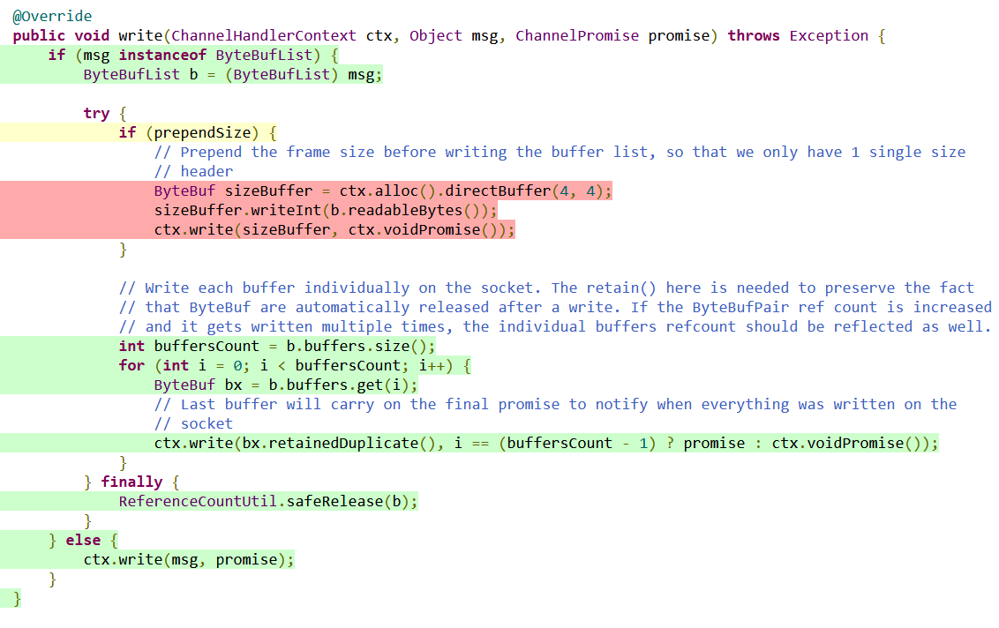 @Override
public void write(ChannelHandlerContext ctx, Object msg, ChannelPromise promise) throws Exception {
    if (msg instanceof ByteBufList) {
        ByteBufList b = (ByteBufList) msg;

        try {
            if (prependSize) {
                // Prepend the frame size before writing the buffer list, so that we only have 1 single size
                // header
                ByteBuf sizeBuffer = ctx.alloc().directBuffer(4, 4);
                sizeBuffer.writeInt(b.readableBytes());
                ctx.write(sizeBuffer, ctx.voidPromise());
            }

            // Write each buffer individually on the socket. The retain() here is needed to preserve the fact
            // that ByteBuf are automatically released after a write. If the ByteBufPair ref count is increased
            // and it gets written multiple times, the individual buffers refcount should be reflected as well.
            int buffersCount = b.buffers.size();
            for (int i = 0; i < buffersCount; i++) {
                ByteBuf bx = b.buffers.get(i);
                // Last buffer will carry on the final promise to notify when everything was written on the
                // socket
                ctx.write(bx.retainedDuplicate(), i == (buffersCount - 1) ? promise : ctx.voidPromise());
            }
        } finally {
            ReferenceCountUtil.safeRelease(b);
        }
    } else {
        ctx.write(msg, promise);
    }
}